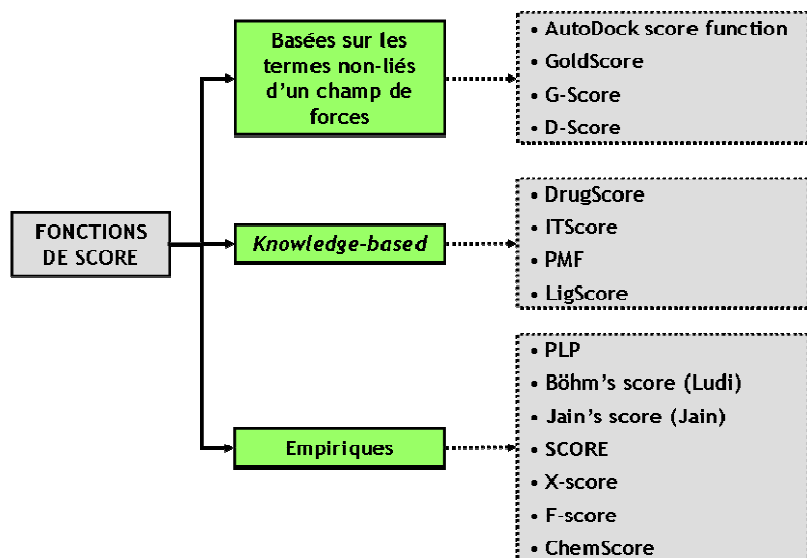 FONCTIONS
DE SCORE
Basées sur les
termes non-liés
d'un champ de
forces
• AutoDock score function
• GoldScore
• G-Score
• D-Score
Knowledge-based
• DrugScore
• ITScore
• PMF
• LigScore
Empiriques
• PLP
• Böhm's score (Ludi)
• Jain's score (Jain)
• SCORE
• X-score
• F-score
• ChemScore